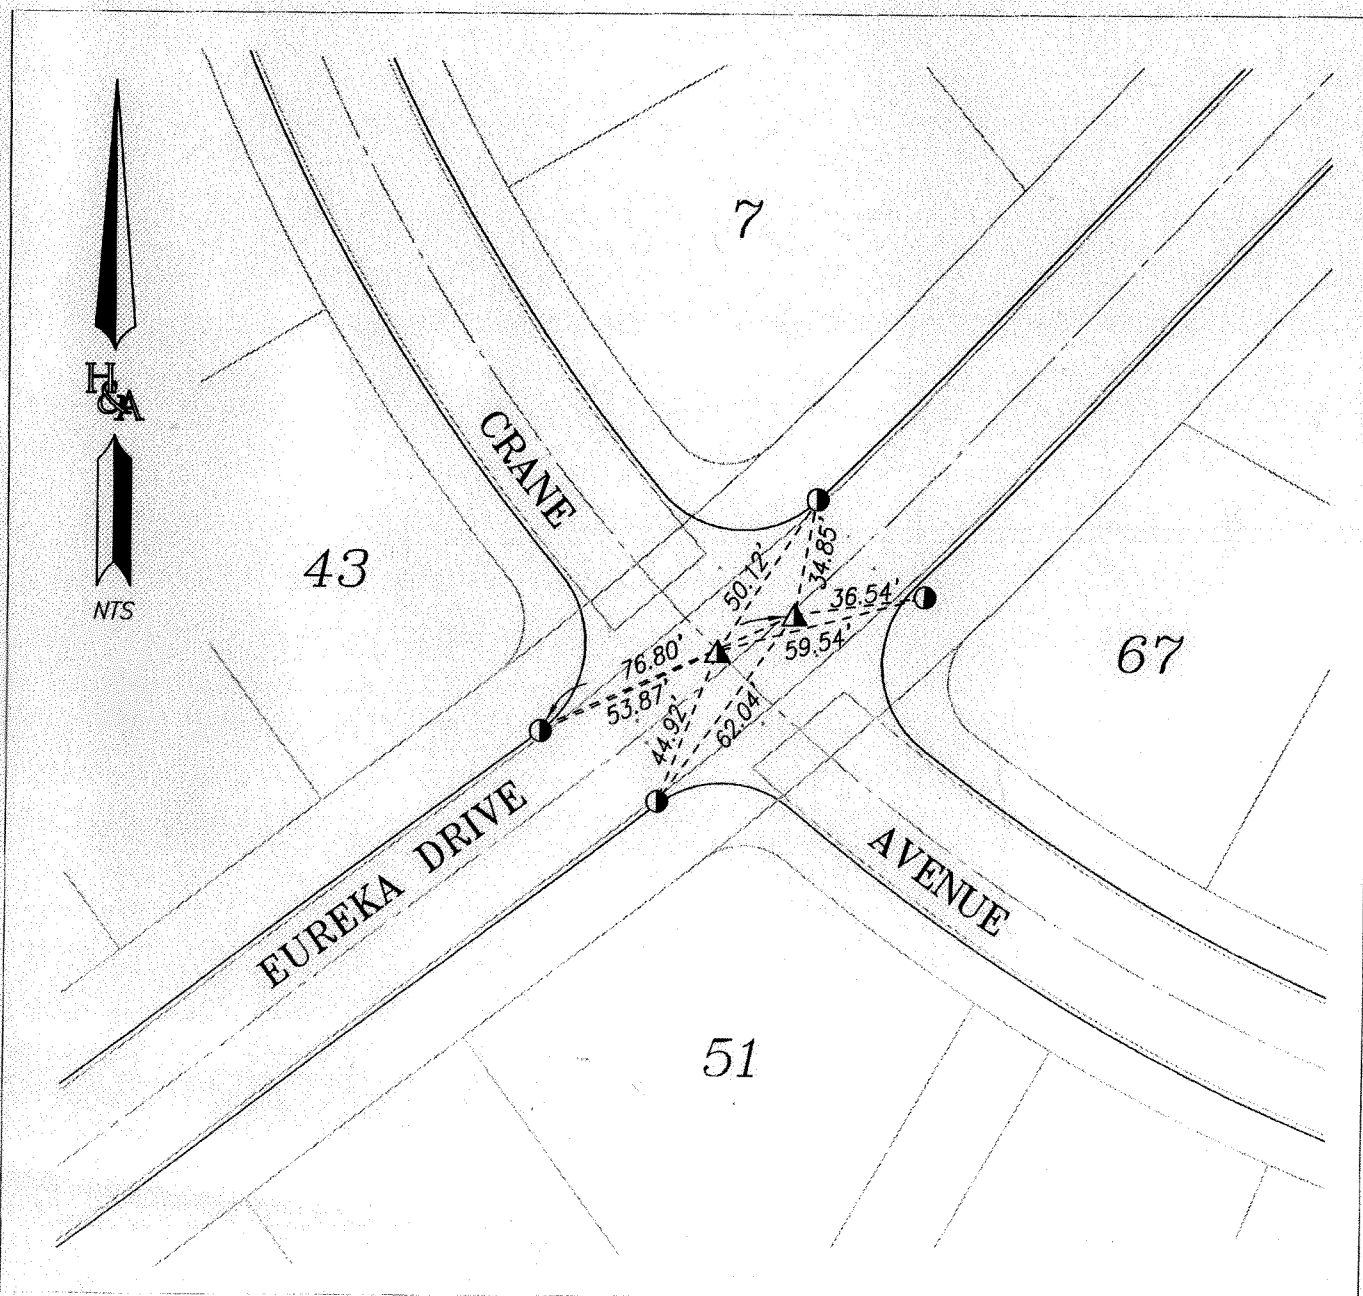 7
H&A
CRANE
43
NTS
50.12'
34.85'
36.54'
59.54'
76.80'
53.87'
44.92'
62.04'
67
EUREKA DRIVE
AVENUE
51